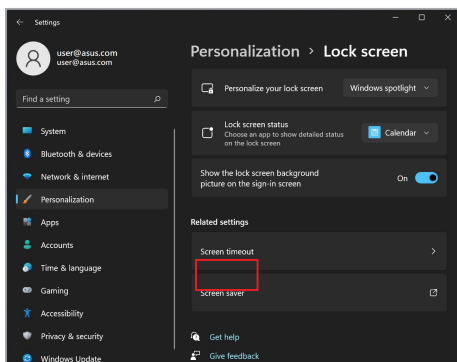 Settings
user@asus.com
user@asus.com
Find a setting
System
Bluetooth & devices
Network & internet
Personalization
Apps
Accounts
Time & language
Gaming
Accessibility
Privacy & security
Windows Update
Personalization > Lock screen
Personalize your lock screen
Windows spotlight
Lock screen status
Choose an app to show detailed status
on the lock screen
Calendar
Show the lock screen background
picture on the sign-in screen
On
Related settings
Screen timeout
Screen saver
Get help
Give feedback